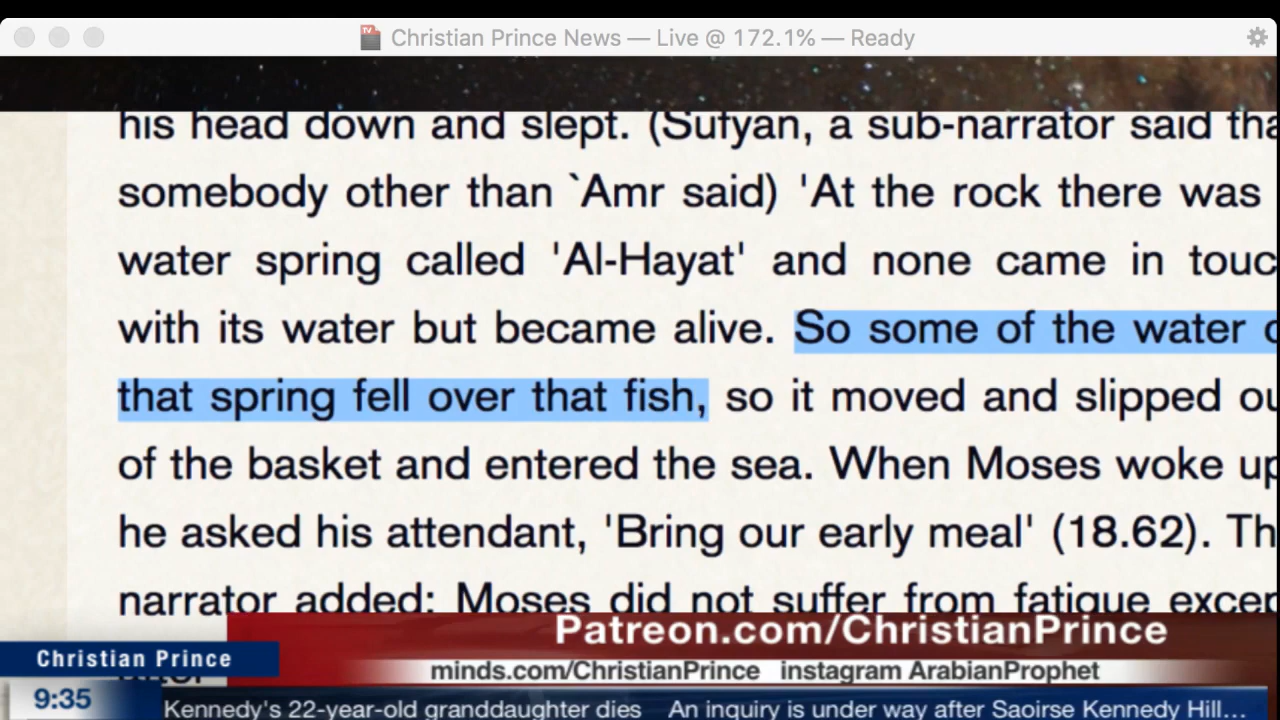 Christian Prince News — Live @ 172.1% — Ready
his head down and slept. (Sufyan, a sub-narrator said
somebody other than `Amr said) 'At the rock there was
water spring called 'Al-Hayat' and none came in
with its water but became alive. So some of the water
that spring fell over that fish, so it moved and slipped
of the basket and entered the sea. When Moses woke up
he asked his attendant, 'Bring our early meal' (18.62).
narrator added: Moses did not suffer from fatigue
Patreon.com/ChristianPrince
Christian Prince
minds.com/ChristianPrince instagram ArabianProphet
9:35
Kennedy's 22-year-old granddaughter dies An inquiry is under way after Saoirse Kennedy Hill...